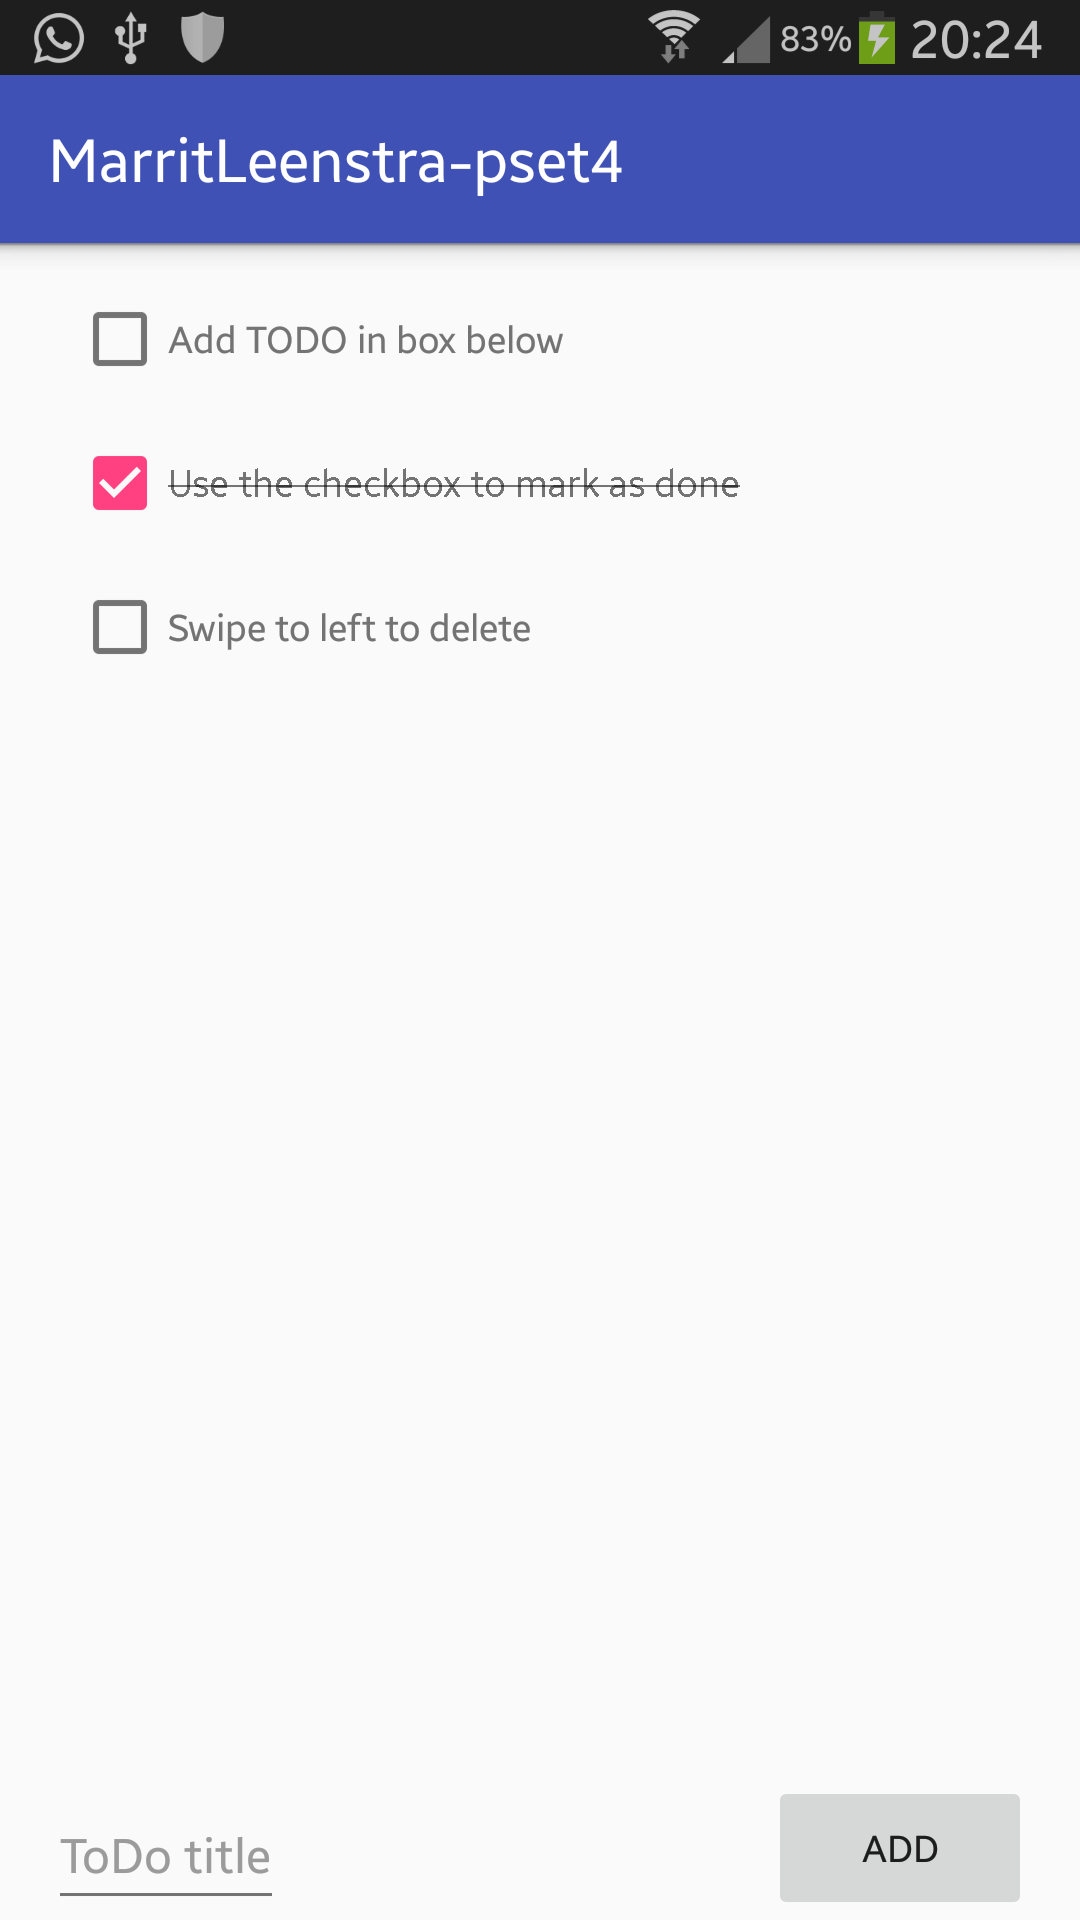 83% 20:24
MarritLeenstra-pset4
Add TODO in box below
Use the checkbox to mark as done
Swipe to left to delete
ToDo title
ADD